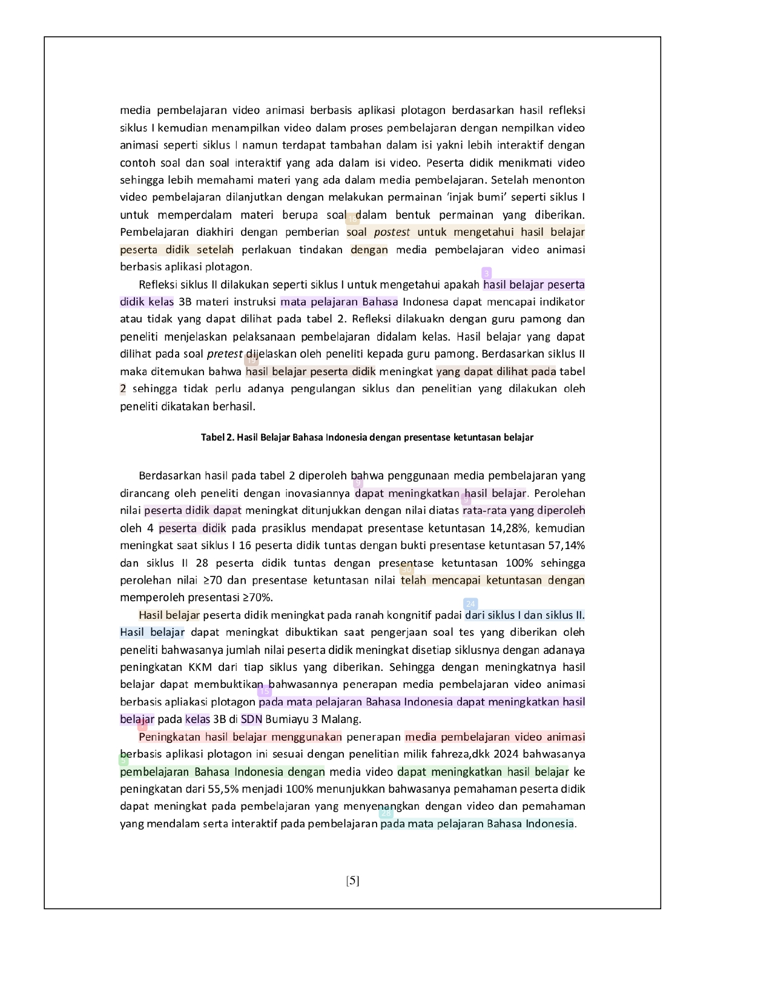 media pembelajaran video animasi berbasis aplikasi plotagon berdasarkan hasil refleksi
siklus I kemudian menampilkan video dalam proses pembelajaran dengan nempilkan video
animasi seperti siklus I namun terdapat tambahan dalam isi yakni lebih interaktif dengan
contoh soal dan soal interaktif yang ada dalam isi video. Peserta didik menikmati video
sehingga lebih memahami materi yang ada dalam media pembelajaran. Setelah menonton
video pembelajaran dilanjutkan dengan melakukan permainan ‘injak bumi’ seperti siklus I
untuk memperdalam materi berupa soal dalam bentuk permainan yang diberikan.
18
Pembelajaran diakhiri dengan pemberian soal postest untuk mengetahui hasil belajar
peserta didik setelah perlakuan tindakan dengan media pembelajaran video animasi
berbasis aplikasi plotagon.
3
Refleksi siklus II dilakukan seperti siklus I untuk mengetahui apakah hasil belajar peserta
didik kelas 3B materi instruksi mata pelajaran Bahasa Indonesa dapat mencapai indikator
atau tidak yang dapat dilihat pada tabel 2. Refleksi dilakuakn dengan guru pamong dan
peneliti menjelaskan pelaksanaan pembelajaran didalam kelas. Hasil belajar yang dapat
dilihat pada soal pretest dijelaskan oleh peneliti kepada guru pamong. Berdasarkan siklus II
19
maka ditemukan bahwa hasil belajar peserta didik meningkat yang dapat dilihat pada tabel
2 sehingga tidak perlu adanya pengulangan siklus dan penelitian yang dilakukan oleh
peneliti dikatakan berhasil.
Tabel 2. Hasil Belajar Bahasa Indonesia dengan presentase ketuntasan belajar
Berdasarkan hasil pada tabel 2 diperoleh bahwa penggunaan media pembelajaran yang
9
dirancang oleh peneliti dengan inovasiannya dapat meningkatkan hasil belajar. Perolehan
9
nilai peserta didik dapat meningkat ditunjukkan dengan nilai diatas rata-rata yang diperoleh
oleh 4 peserta didik pada prasiklus mendapat presentase ketuntasan 14,28%, kemudian
meningkat saat siklus I 16 peserta didik tuntas dengan bukti presentase ketuntasan 57,14%
dan siklus II 28 peserta didik tuntas dengan presentase ketuntasan 100% sehingga
30
perolehan nilai ≥70 dan presentase ketuntasan nilai telah mencapai ketuntasan dengan
memperoleh presentasi ≥70%.
24
Hasil belajar peserta didik meningkat pada ranah kongnitif padai dari siklus I dan siklus II.
Hasil belajar dapat meningkat dibuktikan saat pengerjaan soal tes yang diberikan oleh
peneliti bahwasanya jumlah nilai peserta didik meningkat disetiap siklusnya dengan adanaya
peningkatan KKM dari tiap siklus yang diberikan. Sehingga dengan meningkatnya hasil
belajar dapat membuktikan bahwasannya penerapan media pembelajaran video animasi
15
berbasis apliakasi plotagon pada mata pelajaran Bahasa Indonesia dapat meningkatkan hasil
belajar pada kelas 3B di SDN Bumiayu 3 Malang.
Peningkatan hasil belajar menggunakan penerapan media pembelajaran video animasi
berbasis aplikasi plotagon ini sesuai dengan penelitian milik fahreza,dkk 2024 bahwasanya
5
pembelajaran Bahasa Indonesia dengan media video dapat meningkatkan hasil belajar ke
peningkatan dari 55,5% menjadi 100% menunjukkan bahwasanya pemahaman peserta didik
dapat meningkat pada pembelajaran yang menyenangkan dengan video dan pemahaman
28
yang mendalam serta interaktif pada pembelajaran pada mata pelajaran Bahasa Indonesia.
[5]